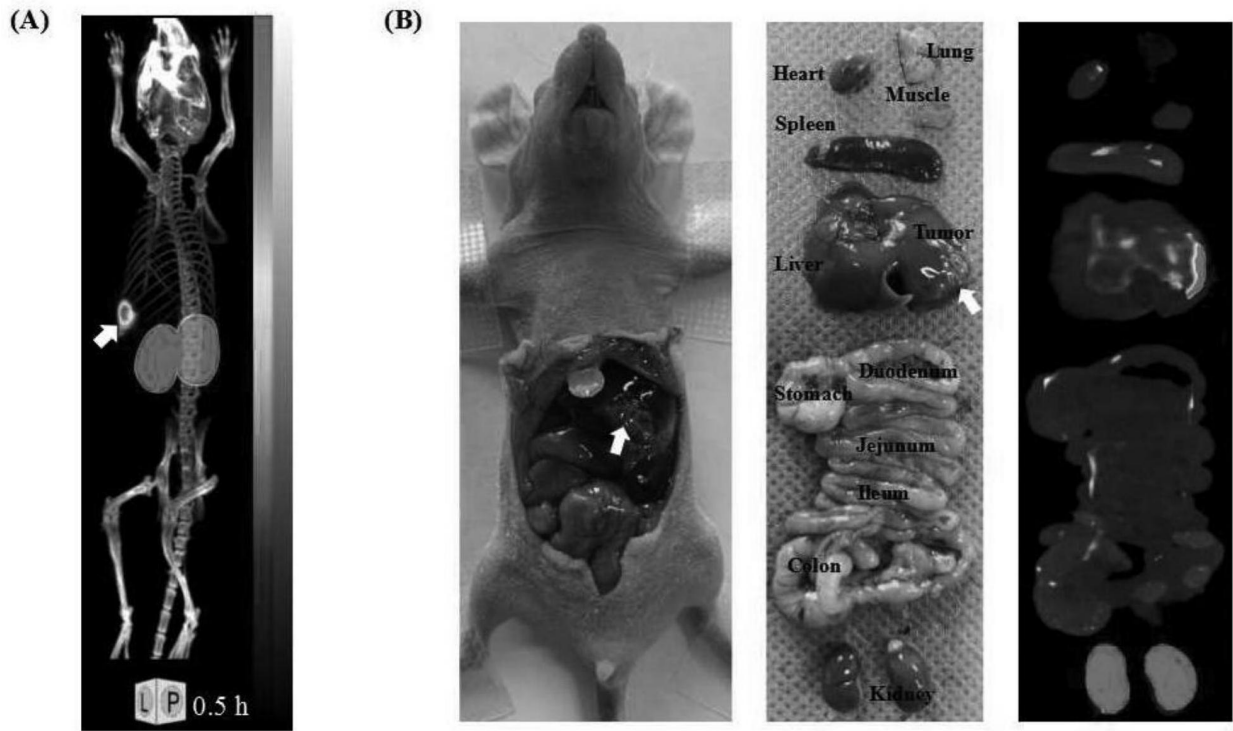 (A)
L P 0.5 h
(B)
Heart
Lung
Muscle
Spleen
Tumor
Liver
Duodenum
Stomach
Jejunum
Ileum
Colon
Kidney